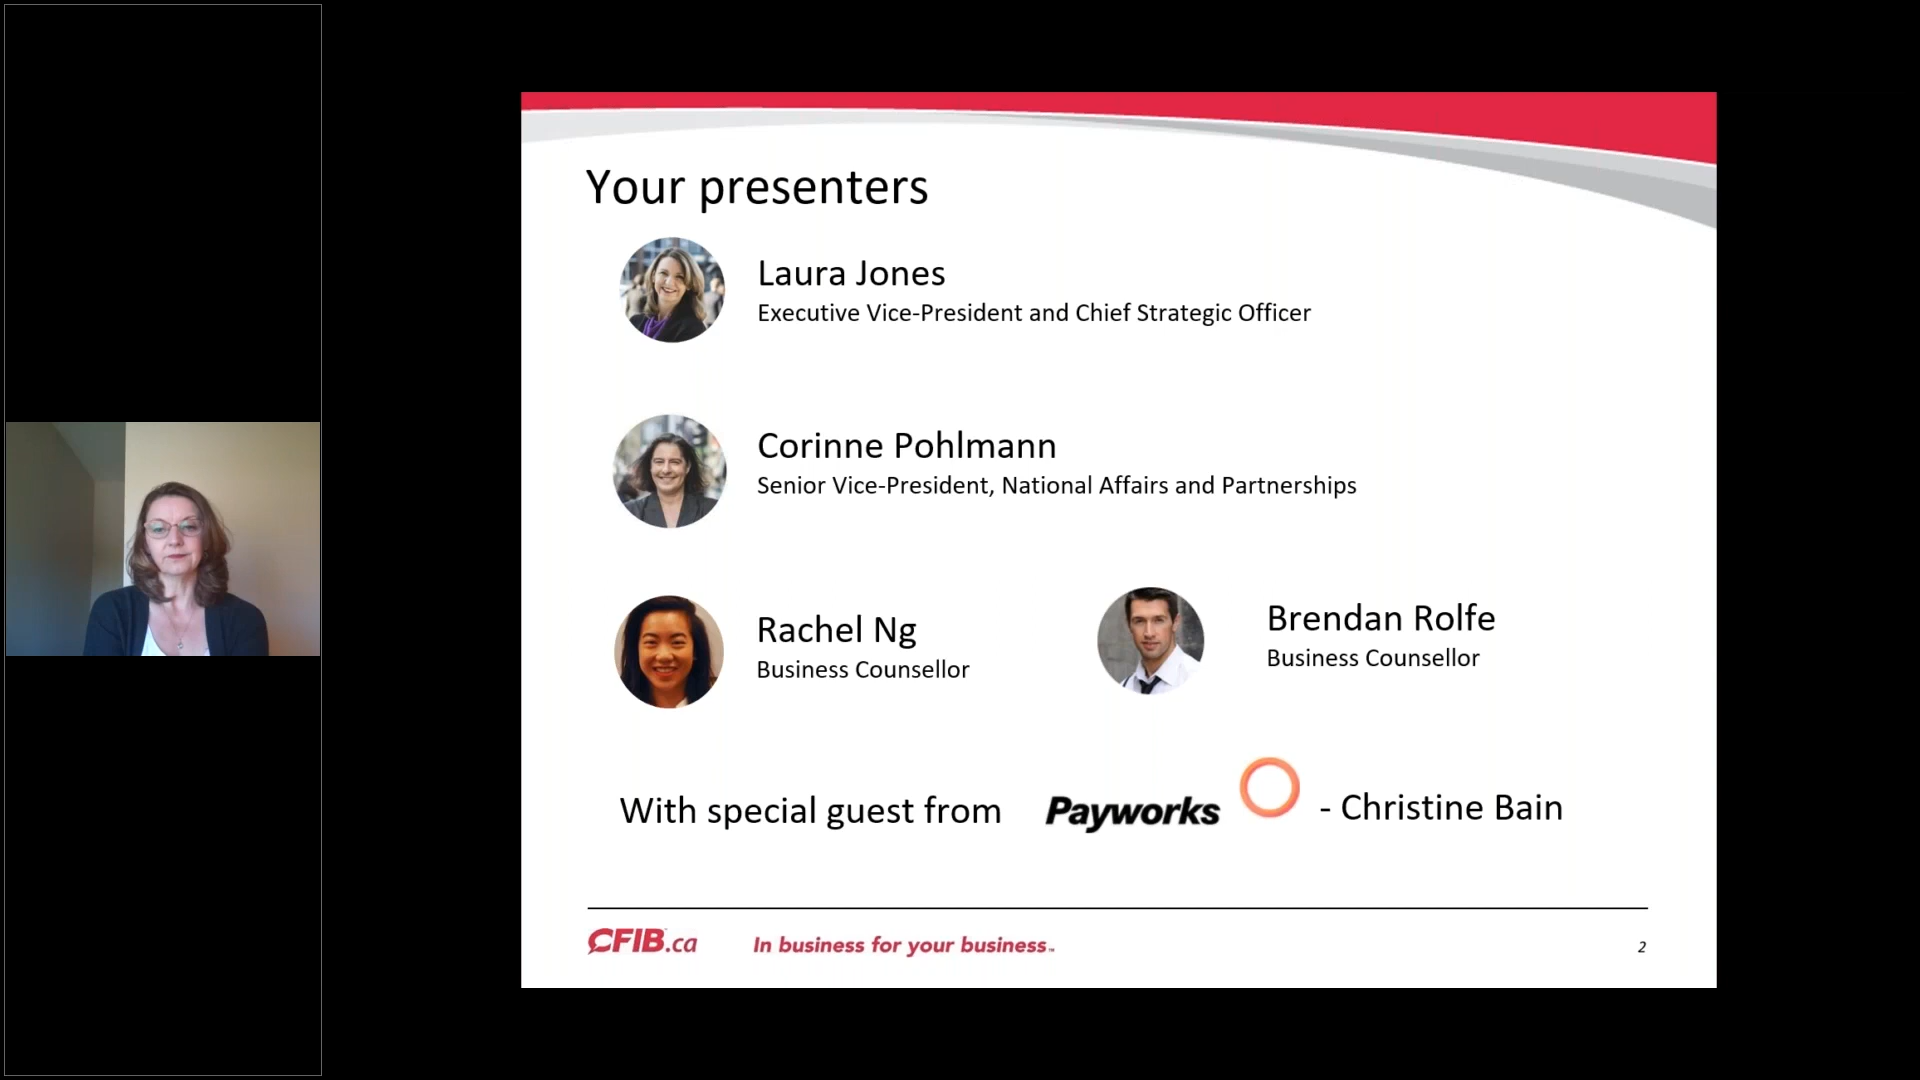 Your presenters
Laura Jones
Executive Vice-President and Chief Strategic Officer
Corinne Pohlmann
Senior Vice-President, National Affairs and Partnerships
Rachel Ng
Business Counsellor
Brendan Rolfe
Business Counsellor
With special guest from Payworks - Christine Bain
CFIB.ca In business for your business™ 2